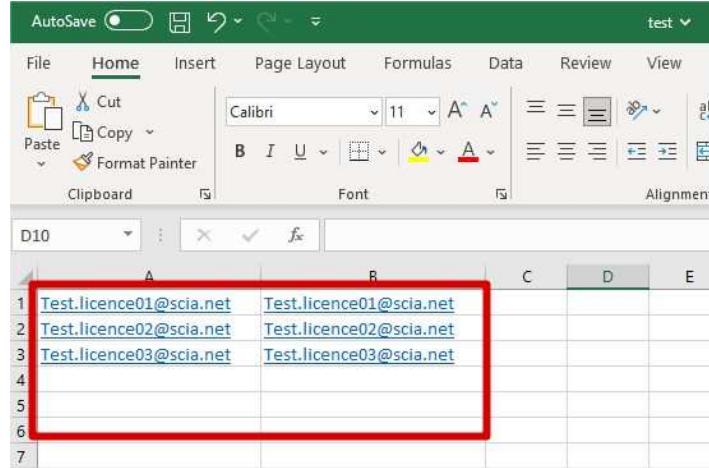 AutoSave test
File Home Insert Page Layout Formulas Data Review View
Cut
Copy
Paste
Format Painter
Calibri 11 A^ A˅
B I U A
Clipboard Font Alignmen
D10 fx
A B C D E
1 Test.licence01@scia.net Test.licence01@scia.net
2 Test.licence02@scia.net Test.licence02@scia.net
3 Test.licence03@scia.net Test.licence03@scia.net
4
5
6
7